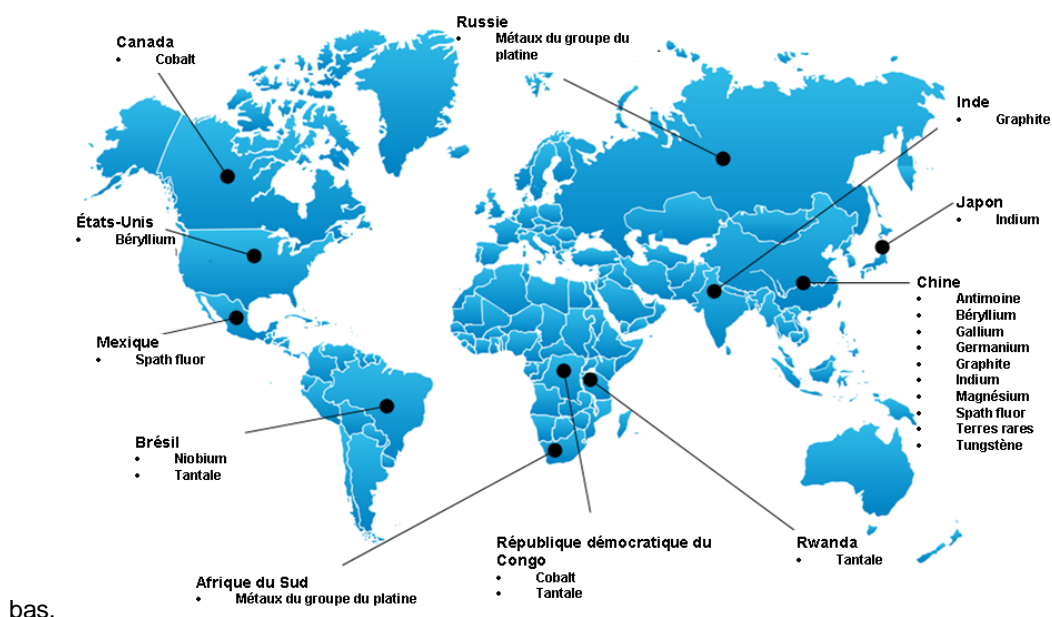 Russie
• Métaux du groupe du
platine
Canada
• Cobalt
Inde
• Graphite
Japon
• Indium
États-Unis
• Béryllium
Chine
• Antimoine
• Béryllium
• Gallium
• Germanium
• Graphite
• Indium
• Magnésium
• Spath fluor
• Terres rares
• Tungstène
Mexique
• Spath fluor
Brésil
• Niobium
• Tantale
République démocratique du
Congo
• Cobalt
• Tantale
Rwanda
• Tantale
Afrique du Sud
• Métaux du groupe du platine
bas.